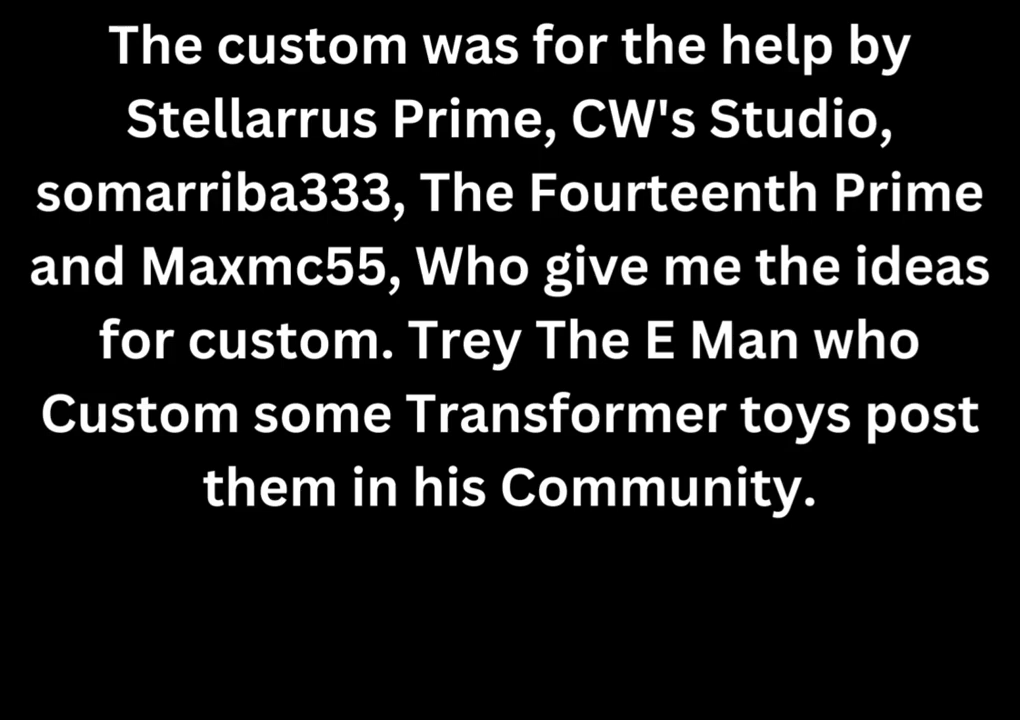 The custom was for the help by
Stellarrus Prime, CW's Studio,
somarriba333, The Fourteenth Prime
and Maxmc55, Who give me the ideas
for custom. Trey The E Man who
Custom some Transformer toys post
them in his Community.